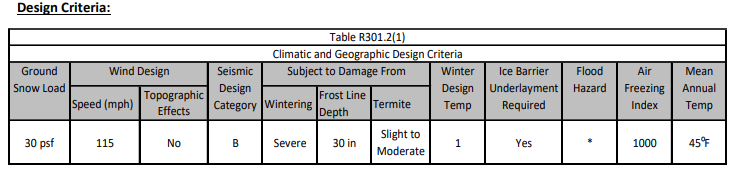 Design Criteria:
Table R301.2(1)
Climatic and Geographic Design Criteria
Ground Snow Load
Wind Design
Speed (mph)
Topographic Effects
Seismic Design Category
Subject to Damage From
Wintering
Frost Line Depth
Termite
Winter Design Temp
Ice Barrier Underlayment Required
Flood Hazard
Air Freezing Index
Mean Annual Temp
30 psf
115
No
B
Severe
30 in
Slight to Moderate
1
Yes
*
1000
45⁰F